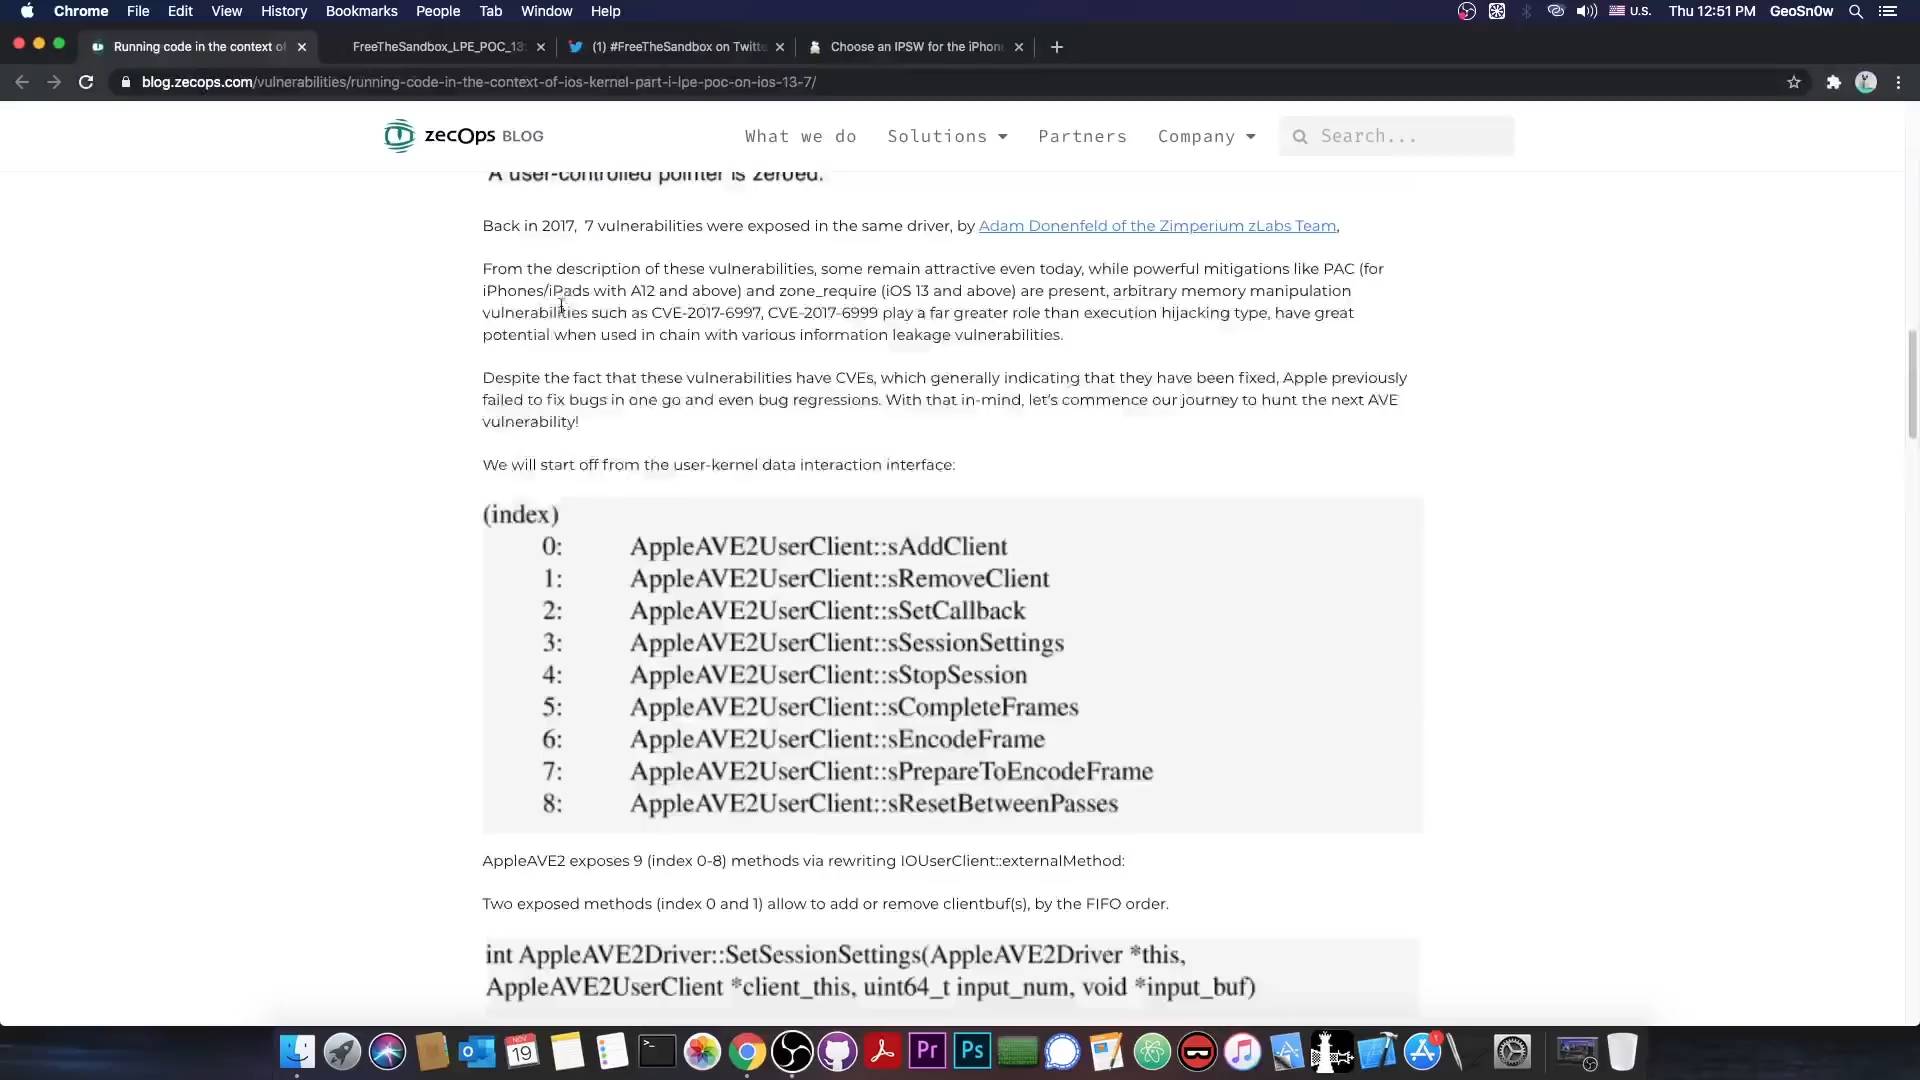 Chrome File Edit View History Bookmarks People Tab Window Help U.S. Thu 12:51 PM GeoSn0w
Running code in the context of FreeTheSandbox_LPE_POC_13 (1) #FreeTheSandbox on Twitte Choose an IPSW for the iPhon
blog.zecops.com/vulnerabilities/running-code-in-the-context-of-ios-kernel-part-i-lpe-poc-on-ios-13-7/
zecOps BLOG What we do Solutions Partners Company Search...
A user-controlled pointer is zeroed.
Back in 2017, 7 vulnerabilities were exposed in the same driver, by Adam Donenfeld of the Zimperium zLabs Team,
From the description of these vulnerabilities, some remain attractive even today, while powerful mitigations like PAC (for
iPhones/iPads with A12 and above) and zone_require (iOS 13 and above) are present, arbitrary memory manipulation
vulnerabilities such as CVE-2017-6997, CVE-2017-6999 play a far greater role than execution hijacking type, have great
potential when used in chain with various information leakage vulnerabilities.
Despite the fact that these vulnerabilities have CVEs, which generally indicating that they have been fixed, Apple previously
failed to fix bugs in one go and even bug regressions. With that in-mind, let's commence our journey to hunt the next AVE
vulnerability!
We will start off from the user-kernel data interaction interface:
(index)
0: AppleAVE2UserClient::sAddClient
1: AppleAVE2UserClient::sRemoveClient
2: AppleAVE2UserClient::sSetCallback
3: AppleAVE2UserClient::sSessionSettings
4: AppleAVE2UserClient::sStopSession
5: AppleAVE2UserClient::sCompleteFrames
6: AppleAVE2UserClient::sEncodeFrame
7: AppleAVE2UserClient::sPrepareToEncodeFrame
8: AppleAVE2UserClient::sResetBetweenPasses
AppleAVE2 exposes 9 (index 0-8) methods via rewriting IOUserClient::externalMethod:
Two exposed methods (index 0 and 1) allow to add or remove clientbuf(s), by the FIFO order.
int AppleAVE2Driver::SetSessionSettings(AppleAVE2Driver *this,
AppleAVE2UserClient *client_this, uint64_t input_num, void *input_buf)
NOV
19 Pr Ps